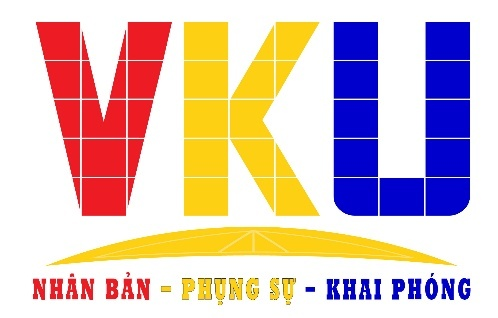 VKU
NHÂN BẢN – PHỤNG SỰ – KHAI PHÓNG